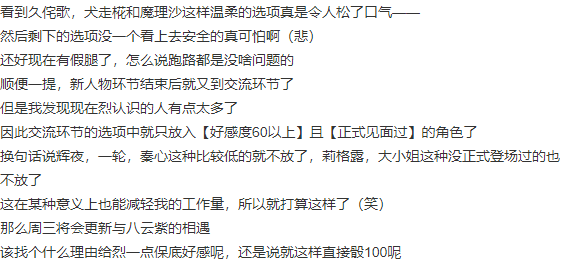 看到久侘歌，犬走椛和魔理沙这样温柔的选项真是令人松了口气——
然后剩下的选项没一个看上去安全的真可怕啊（悲）
还好现在有假腿了，怎么说跑路都是没啥问题的
顺便一提，新人物环节结束后就又到交流环节了
但是我发现现在烈认识的人有点太多了
因此交流环节的选项中就只放入【好感度60以上】且【正式见面过】的角色了
换句话说辉夜，一轮，秦心这种比较低的就不放了，莉格露，大小姐这种没正式登场过的也
不放了
这在某种意义上也能减轻我的工作量，所以就打算这样了（笑）
那么周三将会更新与八云紫的相遇
该找个什么理由给烈一点保底好感呢，还是说就这样直接骰100呢